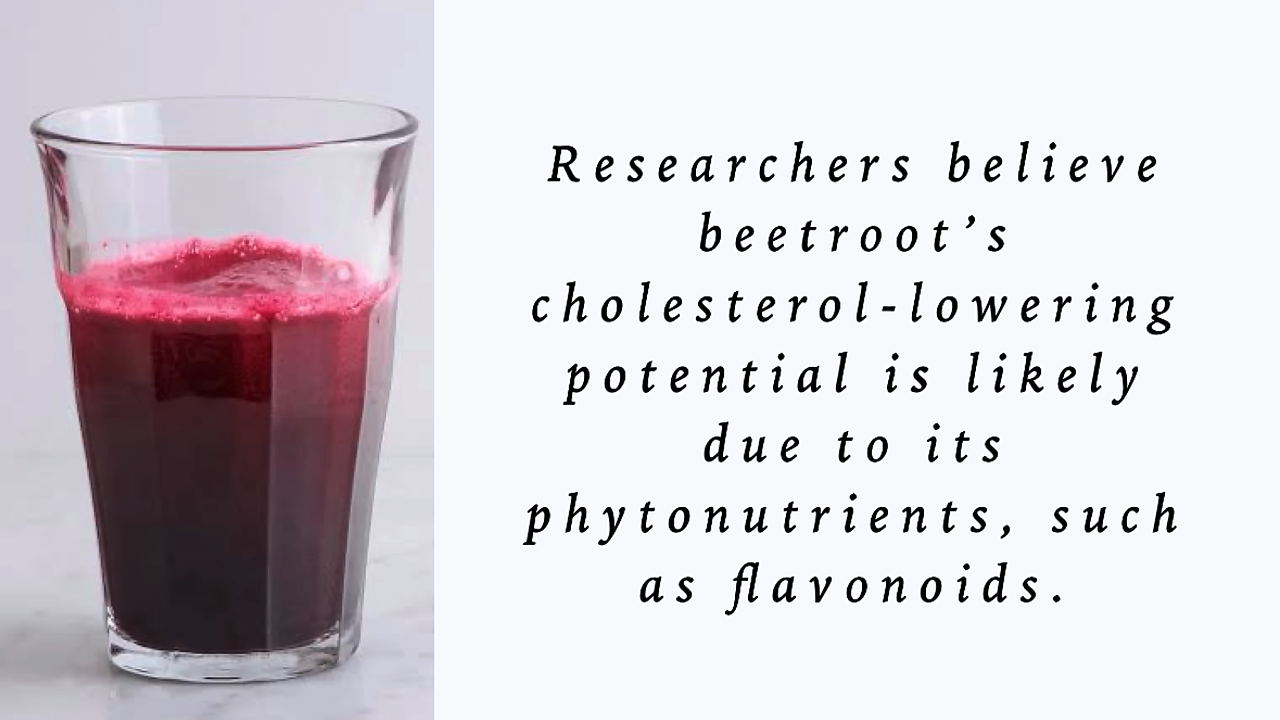 Researchers believe
beetroot’s
cholesterol-lowering
potential is likely
due to its
phytonutrients, such
as flavonoids.